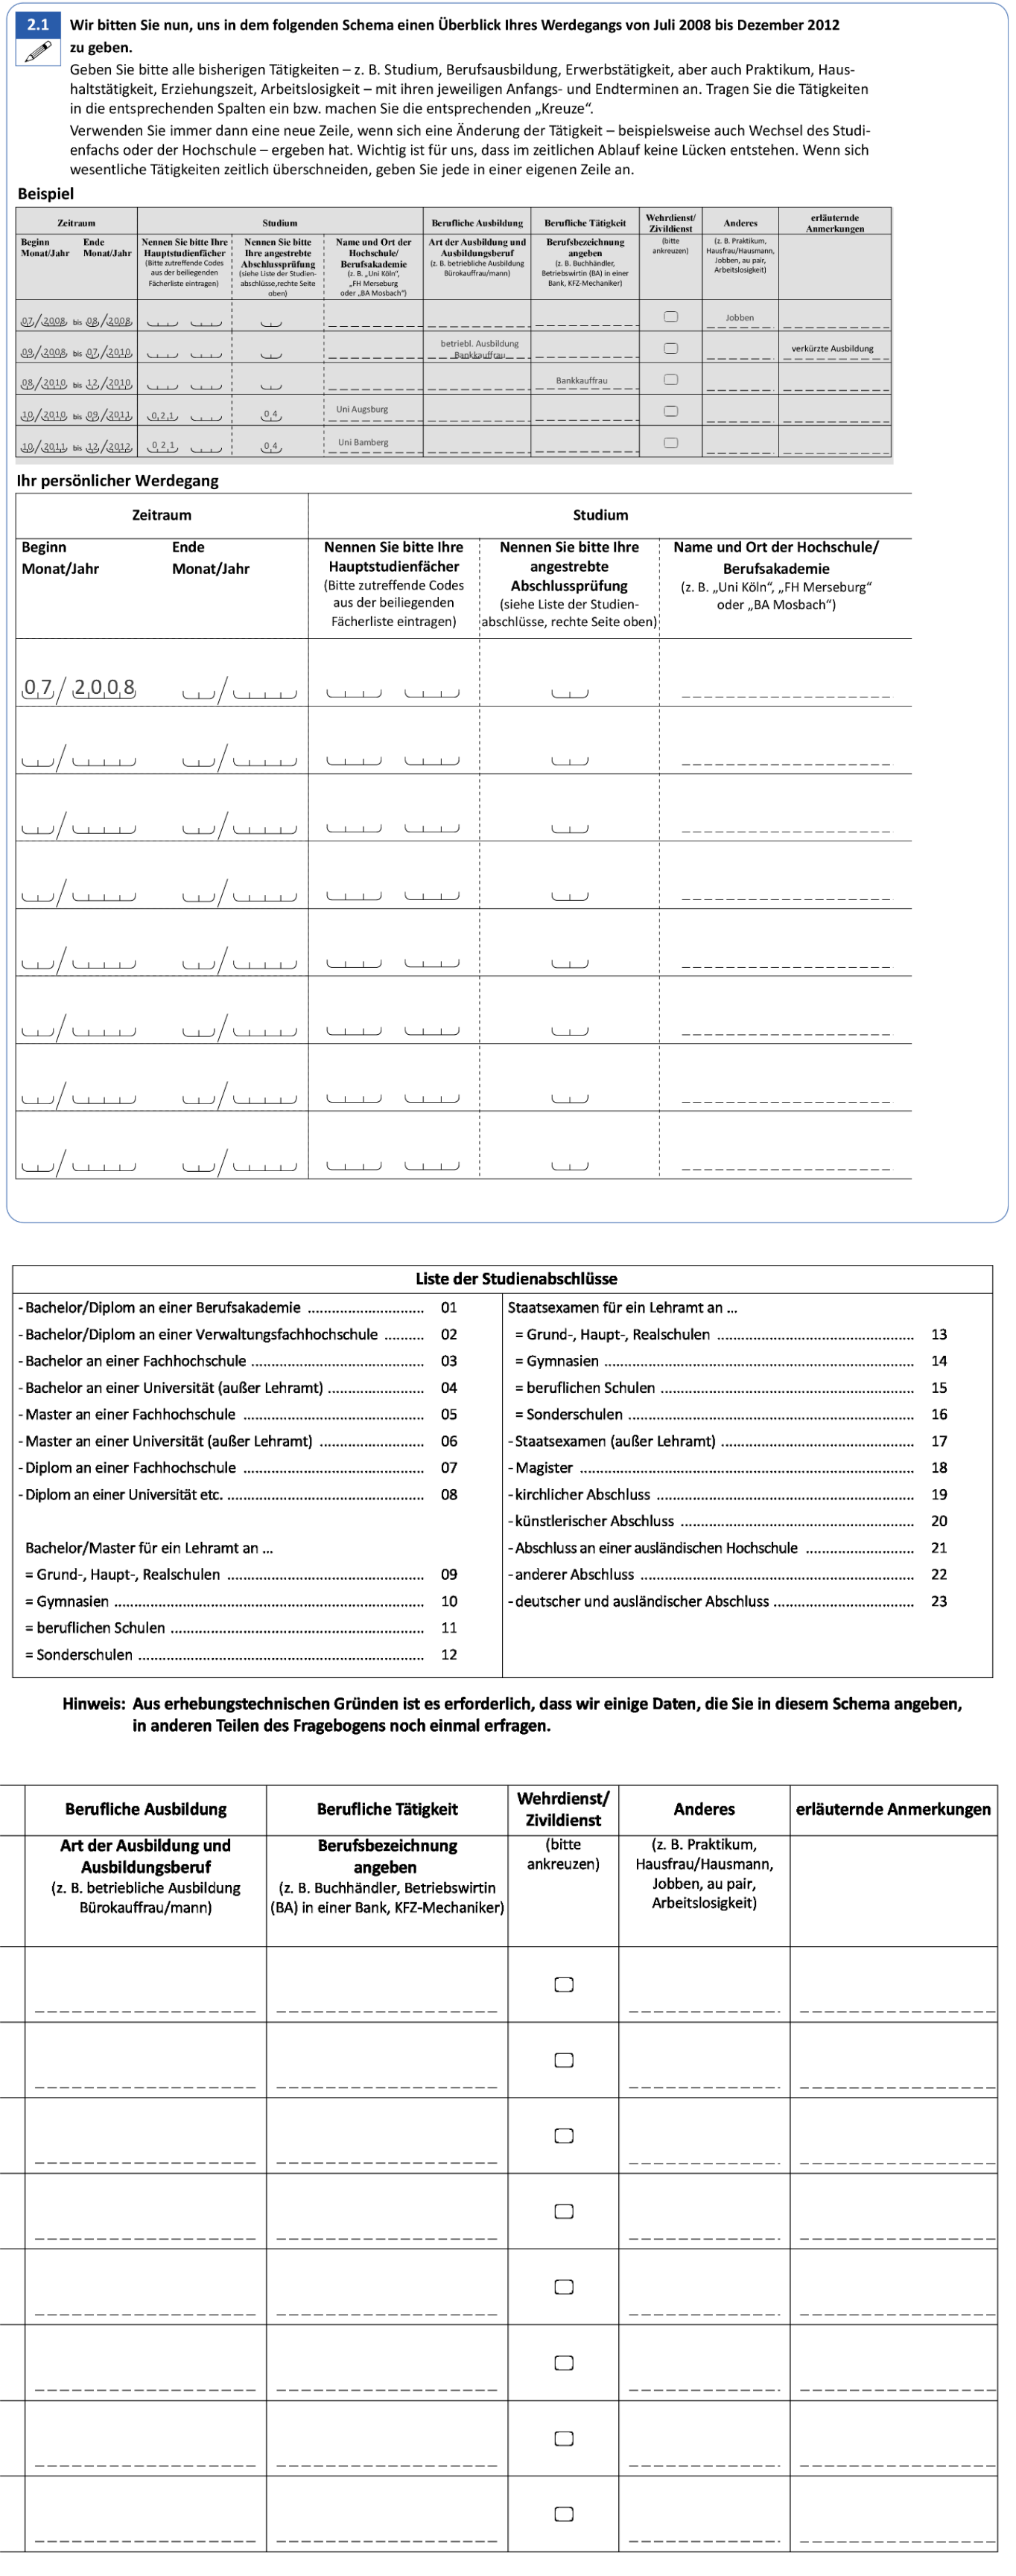 2.1
Wir bitten Sie nun, uns in dem folgenden Schema einen Überblick Ihres Werdegangs von Juli 2008 bis Dezember 2012
zu geben.
Geben Sie bitte alle bisherigen Tätigkeiten – z. B. Studium, Berufsausbildung, Erwerbstätigkeit, aber auch Praktikum, Haus-
haltstätigkeit, Erziehungszeit, Arbeitslosigkeit – mit ihren jeweiligen Anfangs- und Endterminen an. Tragen Sie die Tätigkeiten
in die entsprechenden Spalten ein bzw. machen Sie die entsprechenden „Kreuze“.
Verwenden Sie immer dann eine neue Zeile, wenn sich eine Änderung der Tätigkeit – beispielsweise auch Wechsel des Studi-
enfachs oder der Hochschule – ergeben hat. Wichtig ist für uns, dass im zeitlichen Ablauf keine Lücken entstehen. Wenn sich
wesentliche Tätigkeiten zeitlich überschneiden, geben Sie jede in einer eigenen Zeile an.
Beispiel
Zeitraum
Studium
Berufliche Ausbildung
Berufliche Tätigkeit
Wehrdienst/
Zivildienst
Anderes
erläuternde
Anmerkungen
Beginn
Monat/Jahr
Ende
Monat/Jahr
Nennen Sie bitte Ihre
Hauptstudienfächer
(Bitte zutreffende Codes
aus der beiliegenden
Fächerliste eintragen)
Nennen Sie bitte
Ihre angestrebte
Abschlussprüfung
(siehe Liste der Studien-
abschlüsse,rechte Seite
oben)
Name und Ort der
Hochschule/
Berufsakademie
(z. B. „Uni Köln“,
„FH Merseburg
oder „BA Mosbach“)
Art der Ausbildung und
Ausbildungsberuf
(z. B. betriebliche Ausbildung
Bürokauffrau/mann)
Berufsbezeichnung
angeben
(z. B. Buchhändler,
Betriebswirtin (BA) in einer
Bank, KFZ-Mechaniker)
(bitte
ankreuzen)
(z. B. Praktikum,
Hausfrau/Hausmann,
Jobben, au pair,
Arbeitslosigkeit)
07/2008 bis 08/2008 Jobben
09/2008 bis 07/2010 betriebl. Ausbildung
Bankkauffrau
verkürzte Ausbildung
08/2010 bis 12/2010 Bankkauffrau
10/2010 bis 09/2011 0 2 1 0 4 Uni Augsburg
10/2011 bis 12/2012 0 2 1 0 4 Uni Bamberg
Ihr persönlicher Werdegang
Zeitraum
Studium
Beginn
Monat/Jahr
Ende
Monat/Jahr
Nennen Sie bitte Ihre
Hauptstudienfächer
(Bitte zutreffende Codes
aus der beiliegenden
Fächerliste eintragen)
Nennen Sie bitte Ihre
angestrebte
Abschlussprüfung
(siehe Liste der Studien-
abschlüsse, rechte Seite oben)
Name und Ort der Hochschule/
Berufsakademie
(z. B. „Uni Köln“, „FH Merseburg“
oder „BA Mosbach“)
07/2008 /
/ /
/ /
/ /
/ /
/ /
/ /
/ /
Liste der Studienabschlüsse
- Bachelor/Diplom an einer Berufsakademie ............................ 01
- Bachelor/Diplom an einer Verwaltungsfachhochschule .......... 02
- Bachelor an einer Fachhochschule .......................................... 03
- Bachelor an einer Universität (außer Lehramt) ....................... 04
- Master an einer Fachhochschule ............................................ 05
- Master an einer Universität (außer Lehramt) ......................... 06
- Diplom an einer Fachhochschule ............................................ 07
- Diplom an einer Universität etc. ............................................... 08
Bachelor/Master für ein Lehramt an ...
= Grund-, Haupt-, Realschulen ............................................... 09
= Gymnasien .......................................................................... 10
= beruflichen Schulen ............................................................. 11
= Sonderschulen ..................................................................... 12
Staatsexamen für ein Lehramt an ...
= Grund-, Haupt-, Realschulen ............................................... 13
= Gymnasien .......................................................................... 14
= beruflichen Schulen ............................................................. 15
= Sonderschulen ..................................................................... 16
- Staatsexamen (außer Lehramt) ............................................... 17
- Magister ................................................................................ 18
- kirchlicher Abschluss .............................................................. 19
- künstlerischer Abschluss ........................................................ 20
- Abschluss an einer ausländischen Hochschule .......................... 21
- anderer Abschluss .................................................................. 22
- deutscher und ausländischer Abschluss .................................. 23
Hinweis: Aus erhebungstechnischen Gründen ist es erforderlich, dass wir einige Daten, die Sie in diesem Schema angeben,
in anderen Teilen des Fragebogens noch einmal erfragen.
Berufliche Ausbildung
Berufliche Tätigkeit
Wehrdienst/
Zivildienst
Anderes
erläuternde Anmerkungen
Art der Ausbildung und
Ausbildungsberuf
(z. B. betriebliche Ausbildung
Bürokauffrau/mann)
Berufsbezeichnung
angeben
(z. B. Buchhändler, Betriebswirtin
(BA) in einer Bank, KFZ-Mechaniker)
(bitte
ankreuzen)
(z. B. Praktikum,
Hausfrau/Hausmann,
Jobben, au pair,
Arbeitslosigkeit)